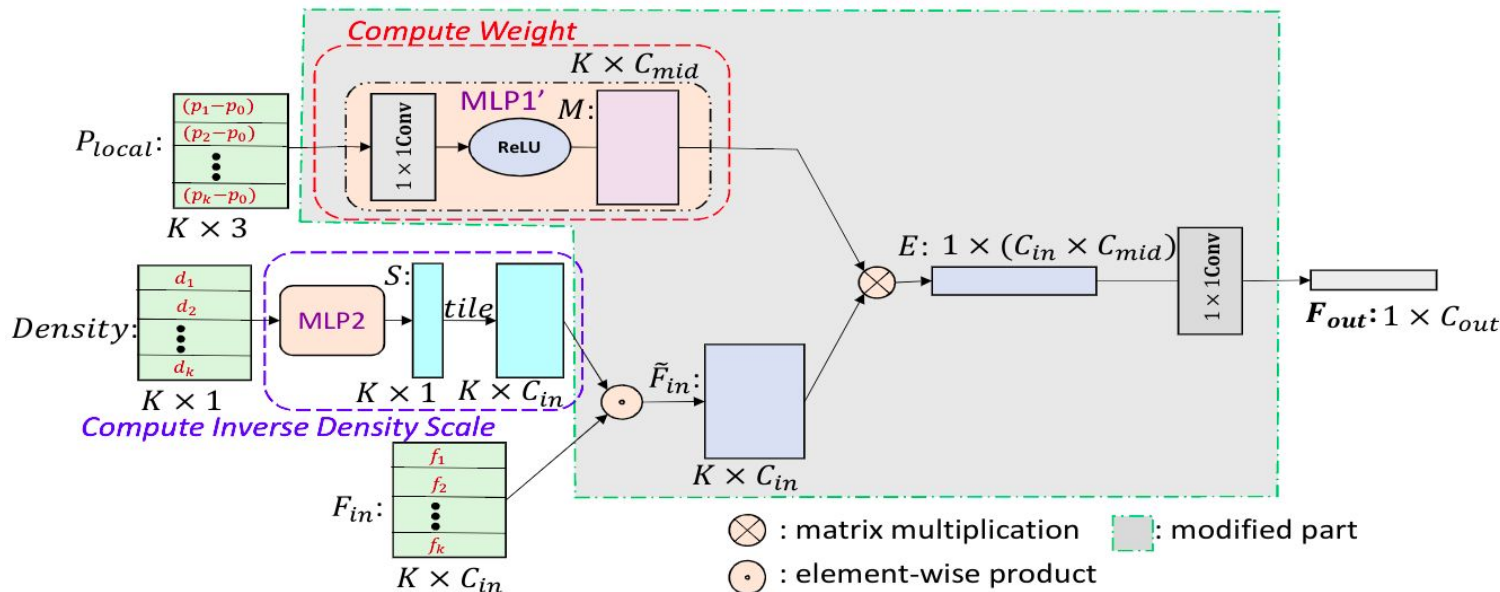 Compute Weight
K × C_mid
MLP1’
M:
P_local:
(p_1−p_0)
(p_2−p_0)
(p_k−p_0)
K × 3
1×1Conv
ReLU
Density:
d_1
d_2
d_k
K × 1
MLP2
S:
tile
K × 1
K × C_in
Compute Inverse Density Scale
F_in:
f_1
f_2
f_k
K × C_in
F̃_in:
K × C_in
E: 1 × (C_in × C_mid)
1×1Conv
F_out: 1 × C_out
: matrix multiplication
: modified part
: element-wise product